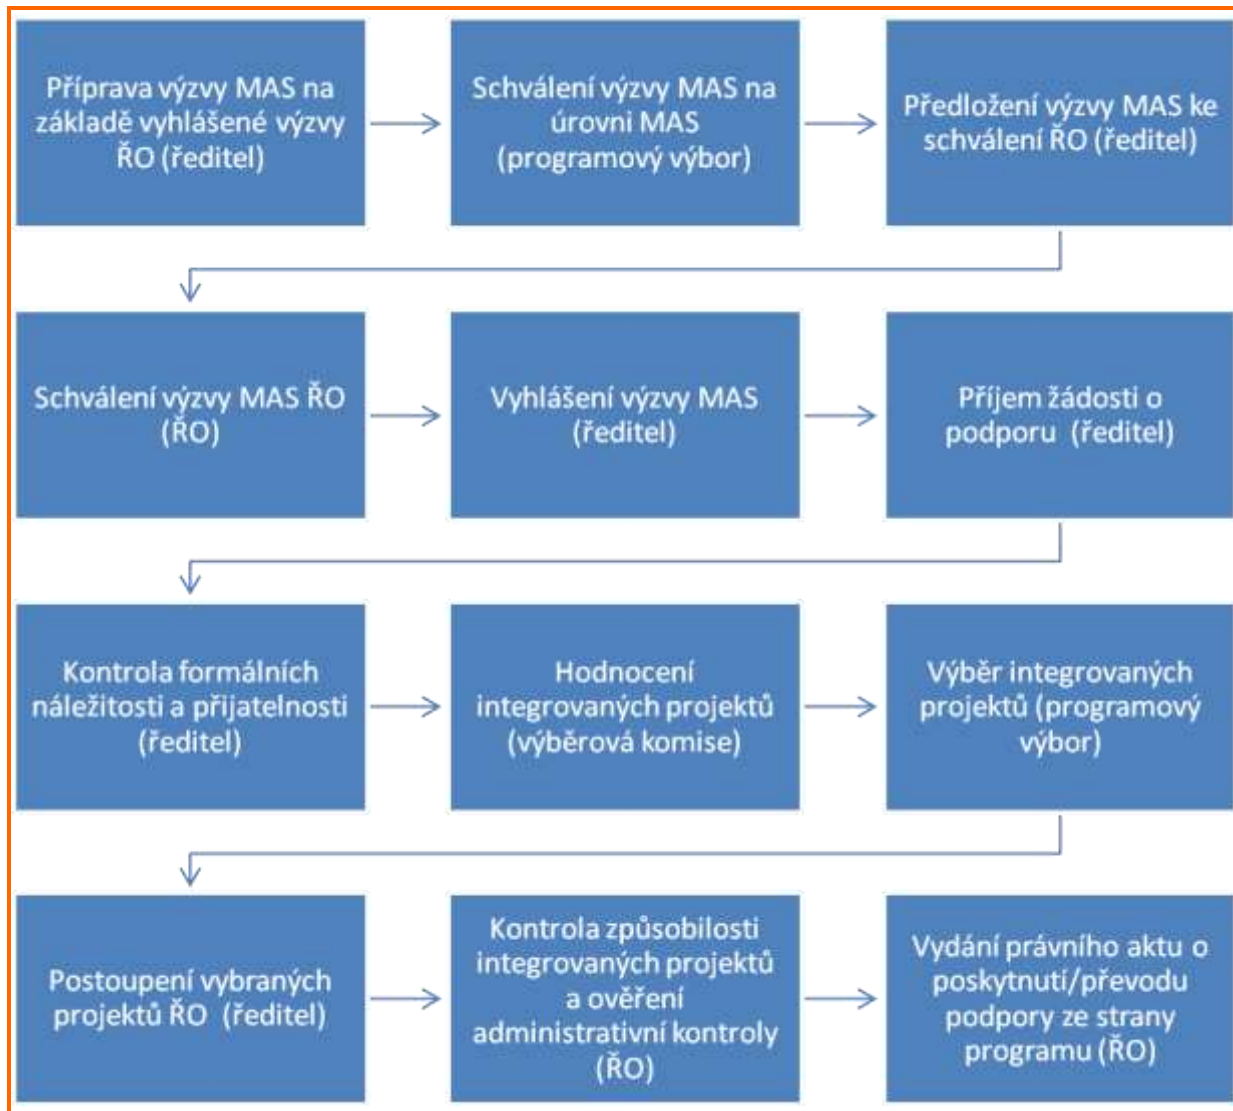 Příprava výzvy MAS na
základě vyhlášené výzvy
ŘO (ředitel)
Schválení výzvy MAS na
úrovni MAS
(programový výbor)
Předložení výzvy MAS ke
schválení ŘO (ředitel)
Schválení výzvy MAS ŘO
(ŘO)
Vyhlášení výzvy MAS
(ředitel)
Příjem žádosti o
podporu (ředitel)
Kontrola formálních
náležitosti a přijatelnosti
(ředitel)
Hodnocení
integrovaných projektů
(výběrová komise)
Výběr integrovaných
projektů (programový
výbor)
Postoupení vybraných
projektů ŘO (ředitel)
Kontrola způsobilosti
integrovaných projektů
a ověření
administrativní kontroly
(ŘO)
Vydání právního aktu o
poskytnutí/převodu
podpory ze strany
programu (ŘO)